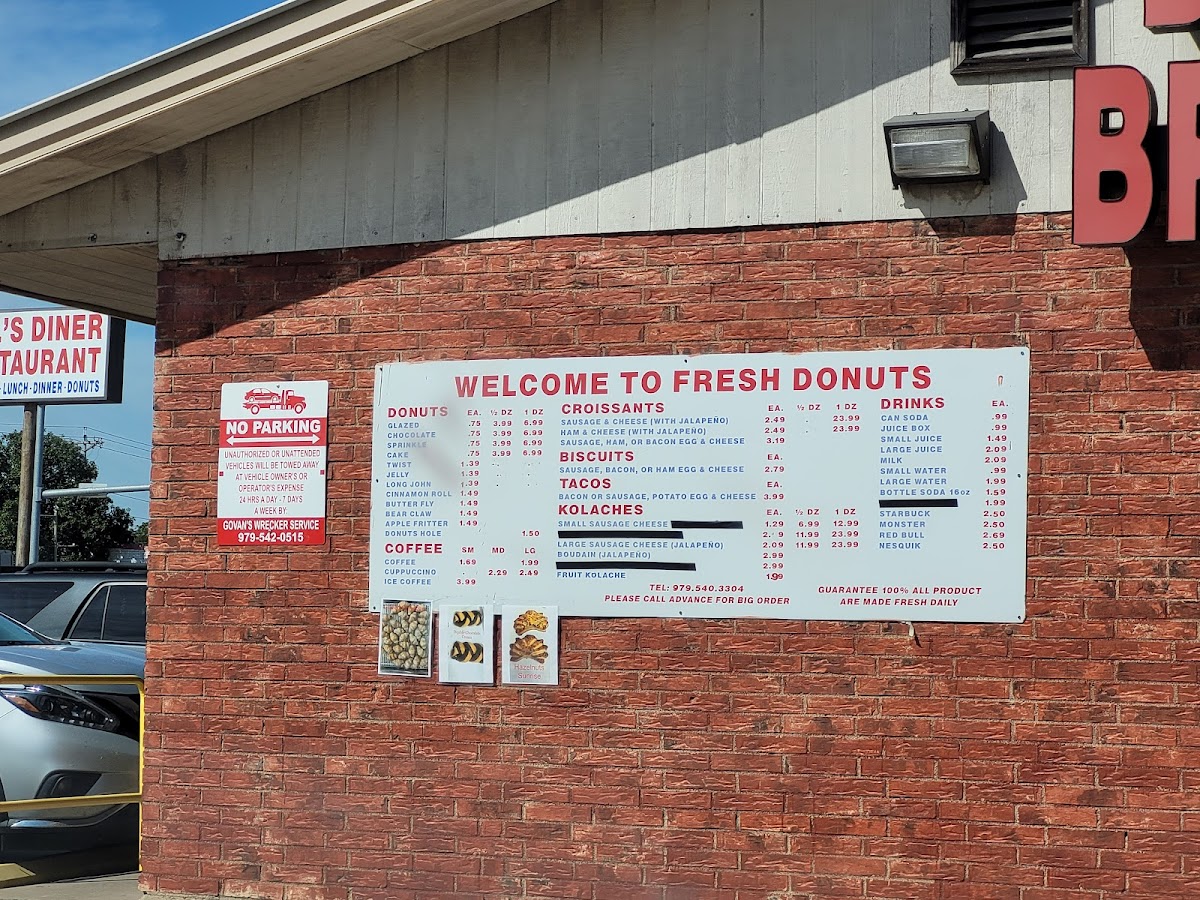 BR
'S DINER
TAURANT
LUNCH-DINNER-DONUTS
NO PARKING
UNAUTHORIZED OR UNATTENDED
VEHICLES WILL BE TOWED AWAY
AT VEHICLE OWNER'S OR
OPERATOR'S EXPENSE
24 HRS A DAY - 7 DAYS
A WEEK BY:
GOVAN'S WRECKER SERVICE
979-542-0515
WELCOME TO FRESH DONUTS
DONUTS EA. ½ DZ 1 DZ
GLAZED .75 3.99 6.99
CHOCOLATE .75 3.99 6.99
SPRINKLE .75 3.99 6.99
CAKE .75 3.99 6.99
TWIST 1.39
JELLY 1.39
LONG JOHN 1.39
CINNAMON ROLL 1.49
BUTTER FLY 1.49
BEAR CLAW 1.49
APPLE FRITTER 1.49
DONUTS HOLE 1.50
COFFEE SM MD LG
COFFEE 1.69 1.99
CUPPUCCINO 2.29 2.49
ICE COFFEE 3.99
CROISSANTS EA. ½ DZ 1 DZ
SAUSAGE & CHEESE (WITH JALAPEÑO) 2.49 23.99
HAM & CHEESE (WITH JALAPEÑO) 2.49 23.99
SAUSAGE, HAM, OR BACON EGG & CHEESE 3.19
BISCUITS EA.
SAUSAGE, BACON, OR HAM EGG & CHEESE 2.79
TACOS EA.
BACON OR SAUSAGE, POTATO EGG & CHEESE 3.99
KOLACHES EA. ½ DZ 1 DZ
SMALL SAUSAGE CHEESE 1.29 6.99 12.99
11.99 23.99
LARGE SAUSAGE CHEESE (JALAPEÑO) 2.09 11.99 23.99
BOUDAIN (JALAPEÑO) 2.99
2.99
FRUIT KOLACHE 1.99
TEL: 979.540.3304
PLEASE CALL ADVANCE FOR BIG ORDER
DRINKS EA.
CAN SODA .99
JUICE BOX .99
SMALL JUICE 1.49
LARGE JUICE 2.09
MILK 2.09
SMALL WATER .99
LARGE WATER 1.99
BOTTLE SODA 16oz 1.59
1.99
STARBUCK 2.50
MONSTER 2.50
RED BULL 2.69
NESQUIK 2.50
GUARANTEE 100% ALL PRODUCT
ARE MADE FRESH DAILY
Hazelnuts
Sunrise